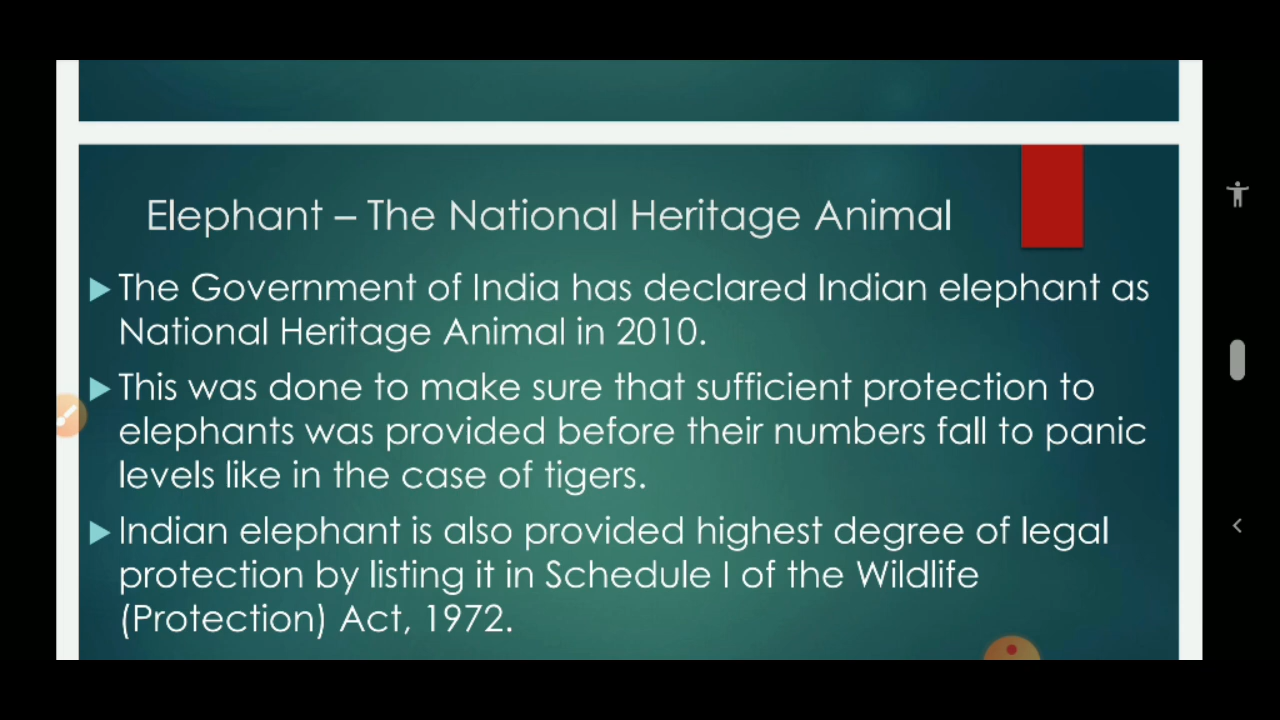 Elephant – The National Heritage Animal
The Government of India has declared Indian elephant as
National Heritage Animal in 2010.
This was done to make sure that sufficient protection to
elephants was provided before their numbers fall to panic
levels like in the case of tigers.
Indian elephant is also provided highest degree of legal
protection by listing it in Schedule I of the Wildlife
(Protection) Act, 1972.